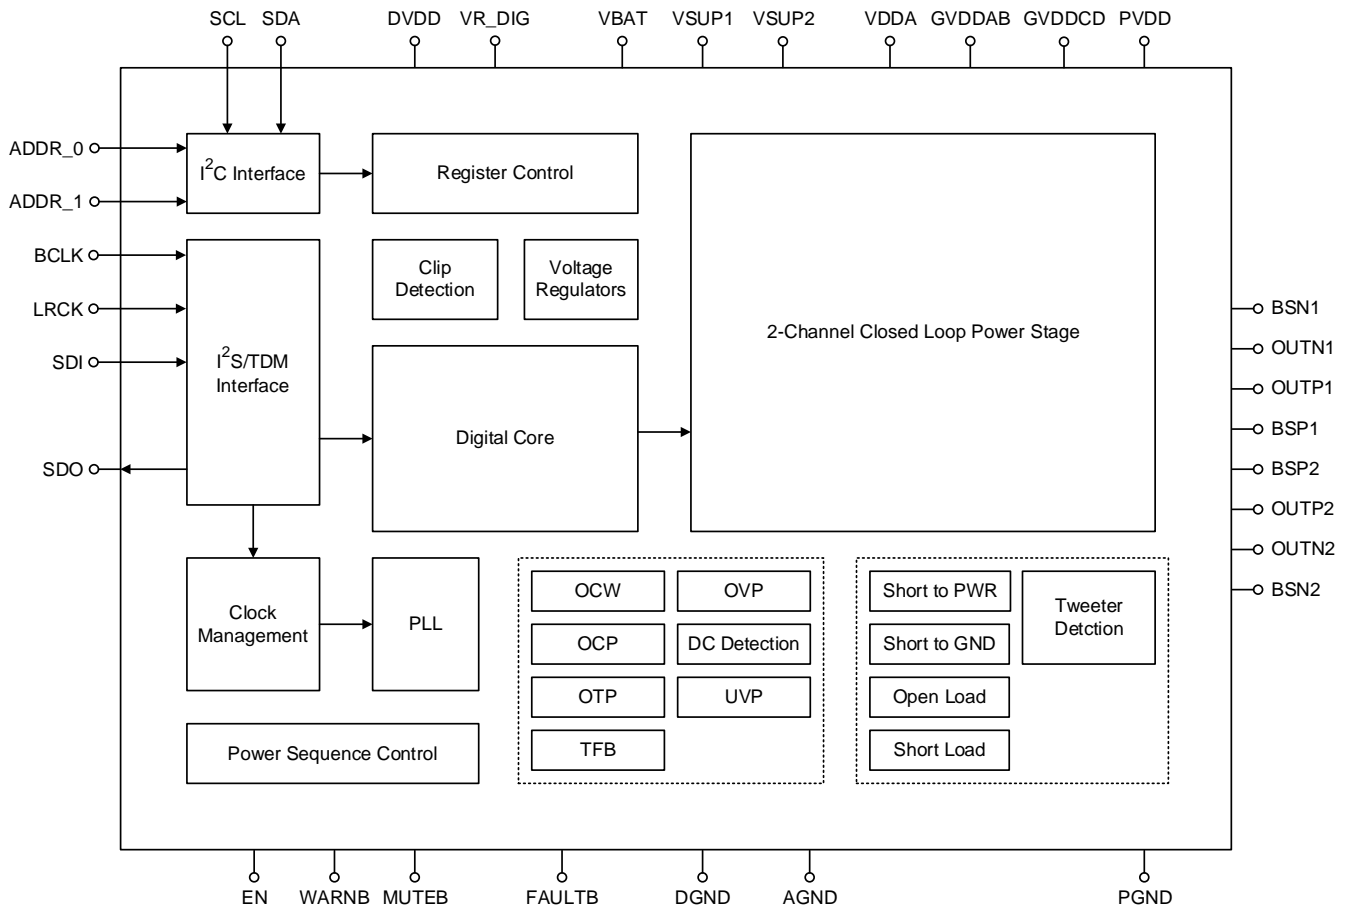 SCL SDA DVDD VR_DIG VBAT VSUP1 VSUP2 VDDA GVDDAB GVDDCD PVDD
ADDR_0
ADDR_1
BCLK
LRCK
SDI
SDO
I²C Interface
Register Control
Clip
Detection
Voltage
Regulators
I²S/TDM
Interface
Digital Core
2-Channel Closed Loop Power Stage
BSN1
OUTN1
OUTP1
BSP1
BSP2
OUTP2
OUTN2
BSN2
Clock
Management
PLL
Power Sequence Control
OCW
OVP
OCP
DC Detection
OTP
UVP
TFB
Short to PWR
Short to GND
Open Load
Short Load
Tweeter
Detction
EN WARNB MUTEB FAULTB DGND AGND PGND